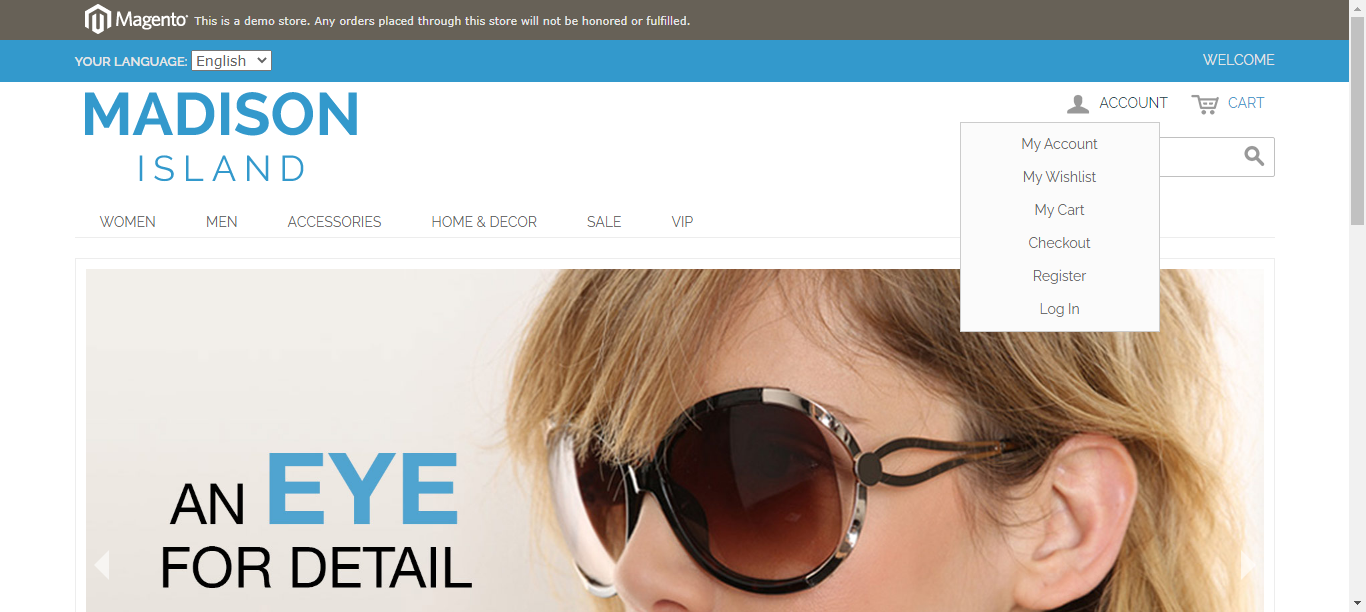 Magento This is a demo store. Any orders placed through this store will not be honored or fulfilled.
YOUR LANGUAGE: English WELCOME
MADISON
ISLAND
ACCOUNT CART
My Account
My Wishlist
My Cart
Checkout
Register
Log In
WOMEN MEN ACCESSORIES HOME & DECOR SALE VIP
AN EYE
FOR DETAIL